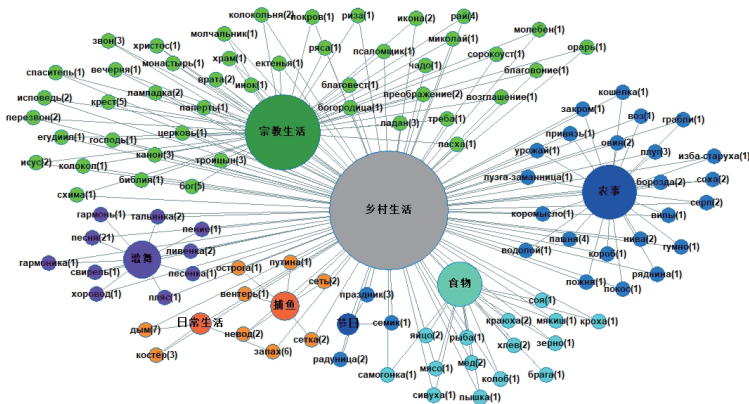 колокольня(2)
покров(1)
риза(1)
икона(2)
рай(4)
молчальник(1)
молебен(1)
звон(3)
христос(1)
ряса(1)
псаломщик(1)
миколай(1)
орарь(1)
монастырь(1)
храм(1)
ектенья(1)
чадо(1)
сорокоуст(1)
спаситель(1)
вечерня(1)
врата(2)
инок(1)
благовест(1)
благовоние(1)
кошелка(1)
исповедь(2)
лампадка(2)
преображение(2)
возглашение(1)
закром(1)
крест(5)
паперть(1)
богородица(1)
воз(1)
грабли(1)
перезвон(2)
треба(1)
привязь(1)
егудиил(1)
господь(1)
церковь(1)
宗教生活
ладан(3)
овин(2)
плуг(3)
пасха(1)
урожай(1)
изба-старуха(1)
исус(2)
колокол(1)
канон(3)
троицын(3)
лузга-заманница(1)
борозда(2)
соха(2)
библия(1)
бог(5)
农事
схима(1)
серп(2)
乡村生活
гармонь(1)
тальянка(2)
коромысло(1)
вилы(1)
песня(21)
пение(1)
пашня(4)
нива(2)
гумно(1)
гармоника(1)
歌舞
ливенка(2)
водопой(1)
короб(1)
свирель(1)
песенка(1)
острога(1)
путина(1)
рядкина(1)
сеть(2)
食物
пожня(1)
покос(1)
хоровод(1)
пляс(1)
вентерь(1)
праздник(3)
соя(1)
捕鱼
日常生活
节日
семик(1)
краюха(2)
мякиш(1)
кроха(1)
дым(7)
невод(2)
сетка(2)
яйцо(2)
рыба(1)
хлев(2)
зерно(1)
костер(3)
запах(6)
радуница(2)
мясо(1)
мед(2)
самогонка(1)
колоб(1)
брага(1)
сивуха(1)
пышка(1)